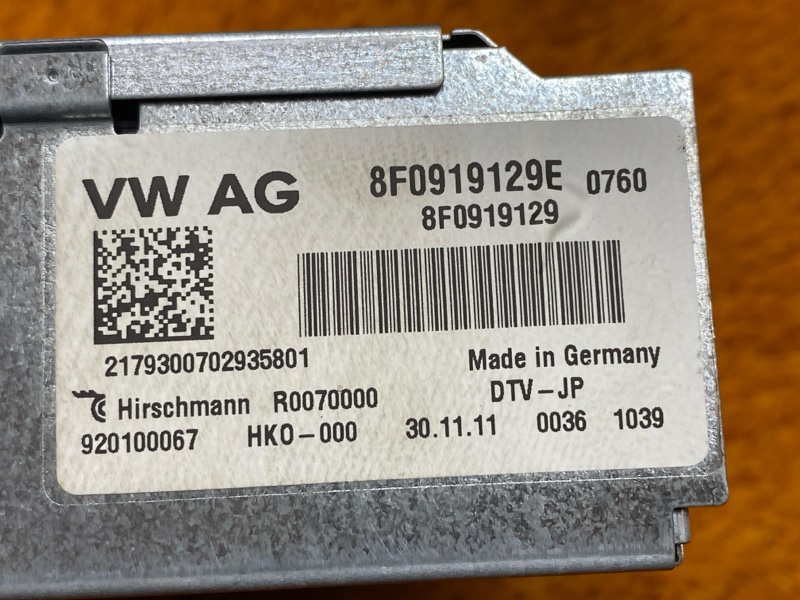 VW AG
8F0919129E 0760
8F0919129
2179300702935801
Made in Germany
Hirschmann R0070000
DTV-JP
920100067 HK0-000 30.11.11 0036 1039